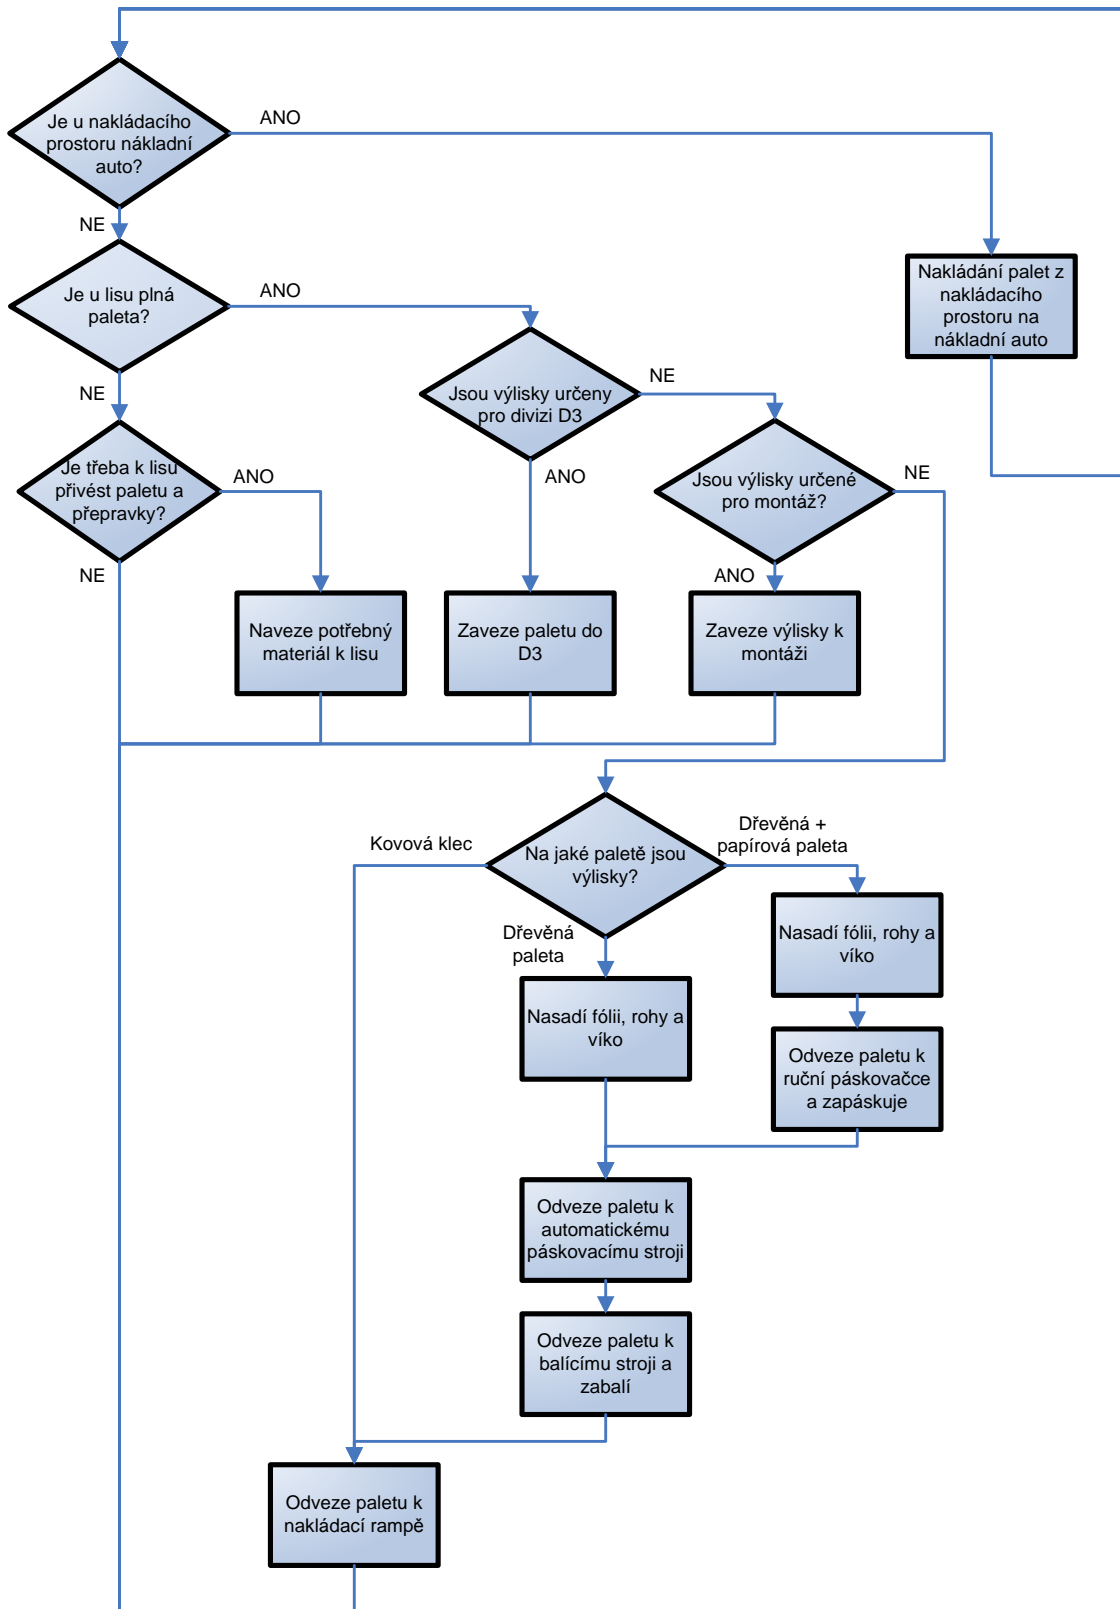 Je u nakládacího
prostoru nákladní
auto?
ANO
NE
Je u lisu plná
paleta?
ANO
Nakládání palet z
nakládacího
prostoru na
nákladní auto
NE
Jsou výlisky určeny
pro divizi D3
NE
Je třeba k lisu
přivést paletu a
přepravky?
ANO
ANO
Jsou výlisky určené
pro montáž?
NE
NE
ANO
Naveze potřebný
materiál k lisu
Zaveze paletu do
D3
Zaveze výlisky k
montáži
Kovová klec
Na jaké paletě jsou
výlisky?
Dřevěná +
papírová paleta
Dřevěná
paleta
Nasadí fólii, rohy a
víko
Nasadí fólii, rohy a
víko
Odveze paletu k
ruční páskovačce
a zapáskuje
Odveze paletu k
automatickému
páskovacímu stroji
Odveze paletu k
balícímu stroji a
zabalí
Odveze paletu k
nakládací rampě